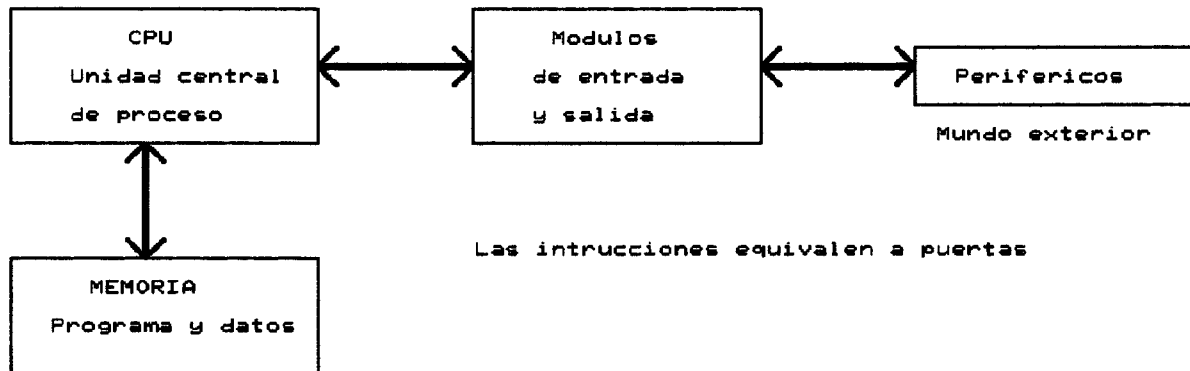 CPU
Unidad central
de proceso
Modulos
de entrada
y salida
Perifericos
Mundo exterior
Las intrucciones equivalen a puertas
MEMORIA
Programa y datos